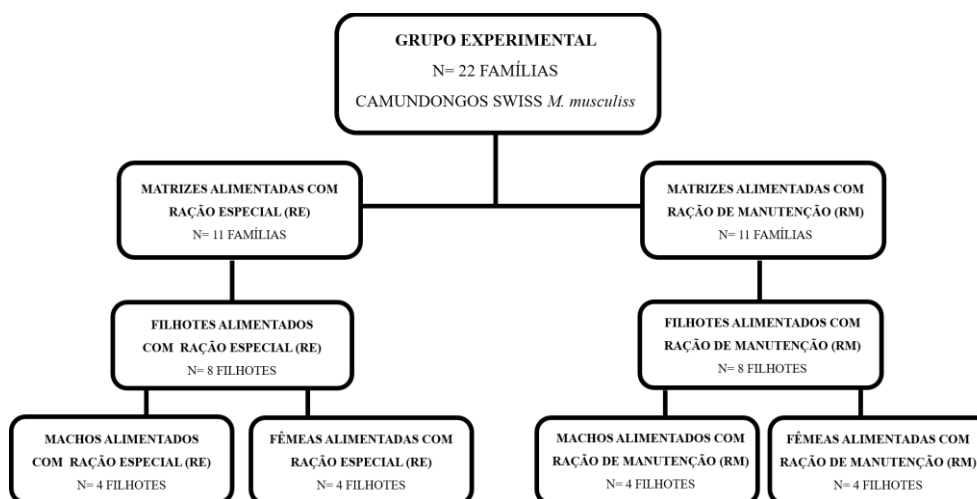 GRUPO EXPERIMENTAL
N= 22 FAMÍLIAS
CAMUNDONGOS SWISS M. musculiss
MATRIZES ALIMENTADAS COM
RAÇÃO ESPECIAL (RE)
N= 11 FAMÍLIAS
MATRIZES ALIMENTADAS COM
RAÇÃO DE MANUTENÇÃO (RM)
N= 11 FAMÍLIAS
FILHOTES ALIMENTADOS
COM RAÇÃO ESPECIAL (RE)
N= 8 FILHOTES
FILHOTES ALIMENTADOS COM
RAÇÃO DE MANUTENÇÃO (RM)
N= 8 FILHOTES
MACHOS ALIMENTADOS
COM RAÇÃO ESPECIAL (RE)
N= 4 FILHOTES
FÊMEAS ALIMENTADAS COM
RAÇÃO ESPECIAL (RE)
N= 4 FILHOTES
MACHOS ALIMENTADOS COM
RAÇÃO DE MANUTENÇÃO (RM)
N= 4 FILHOTES
FÊMEAS ALIMENTADAS COM
RAÇÃO DE MANUTENÇÃO (RM)
N= 4 FILHOTES